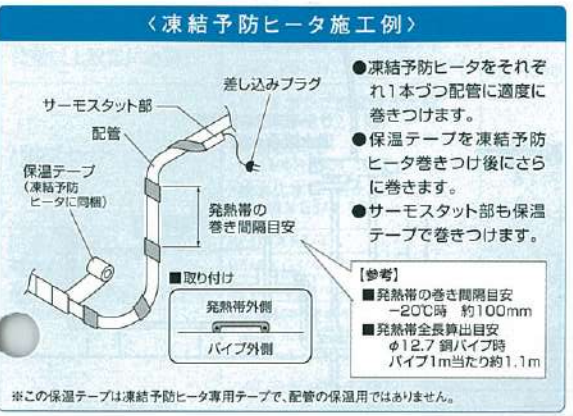 〈凍結予防ヒータ施工例〉
差し込みプラグ
サーモスタット部
配管
保温テープ
(凍結予防
ヒータに同梱)
発熱帯の
巻き間隔目安
■取り付け
発熱帯外側
パイプ外側
●凍結予防ヒータをそれぞ
れ1本づつ配管に適度に
巻きつけます。
●保温テープを凍結予防
ヒータ巻きつけ後にさら
に巻きます。
●サーモスタット部も保温
テープで巻きつけます。
【参考】
■発熱帯の巻き間隔目安
－20℃時 約100mm
■発熱帯全長算出目安
φ12.7 銅パイプ時
パイプ1m当たり約1.1m
※この保温テープは凍結予防ヒータ専用テープで、配管の保温用ではありません。